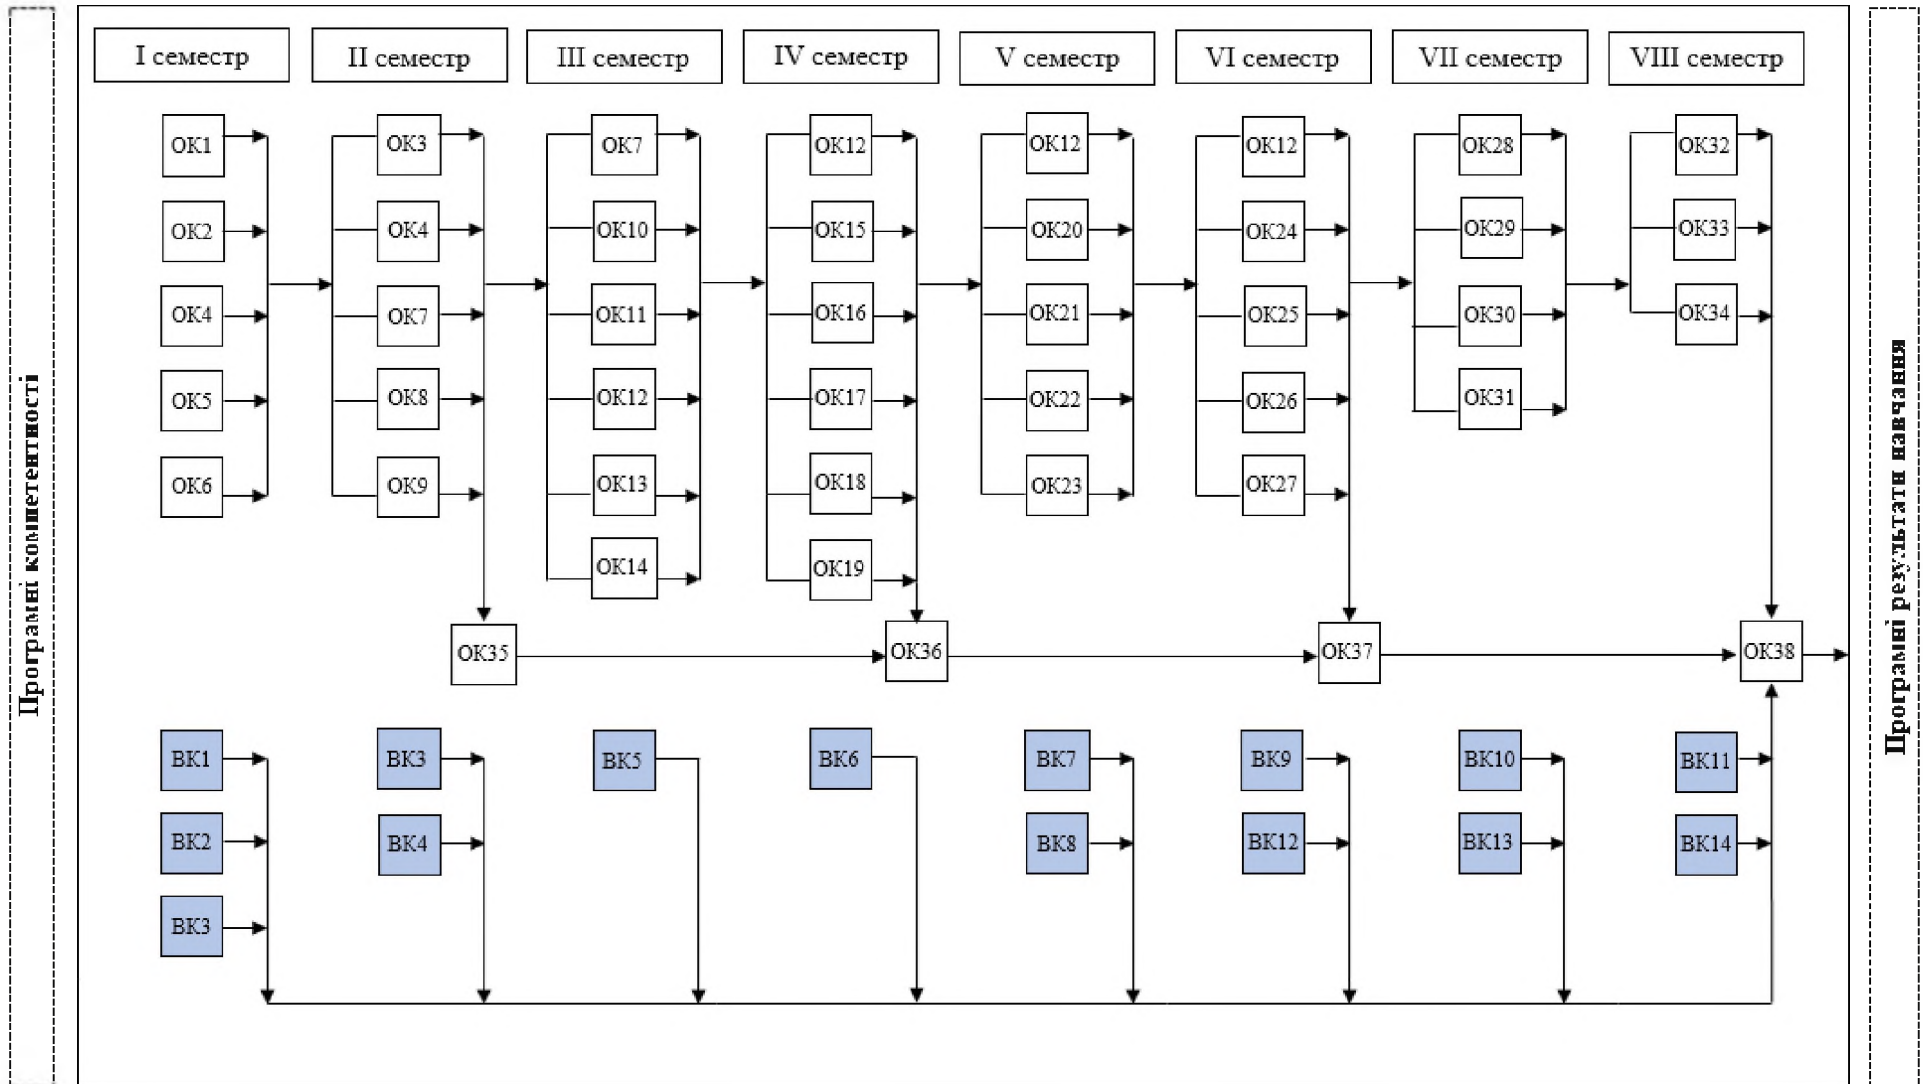 Програмні компетентності
I семестр
II семестр
III семестр
IV семестр
V семестр
VI семестр
VII семестр
VIII семестр
ОК1
ОК3
ОК7
ОК12
ОК12
ОК12
ОК28
ОК32
ОК2
ОК4
ОК10
ОК15
ОК20
ОК24
ОК29
ОК33
ОК4
ОК7
ОК11
ОК16
ОК21
ОК25
ОК30
ОК34
ОК5
ОК8
ОК12
ОК17
ОК22
ОК26
ОК31
ОК6
ОК9
ОК13
ОК18
ОК23
ОК27
ОК14
ОК19
ОК35
ОК36
ОК37
ОК38
ВК1
ВК3
ВК5
ВК6
ВК7
ВК9
ВК10
ВК11
ВК2
ВК4
ВК8
ВК12
ВК13
ВК14
ВК3
Програмні результати навчання